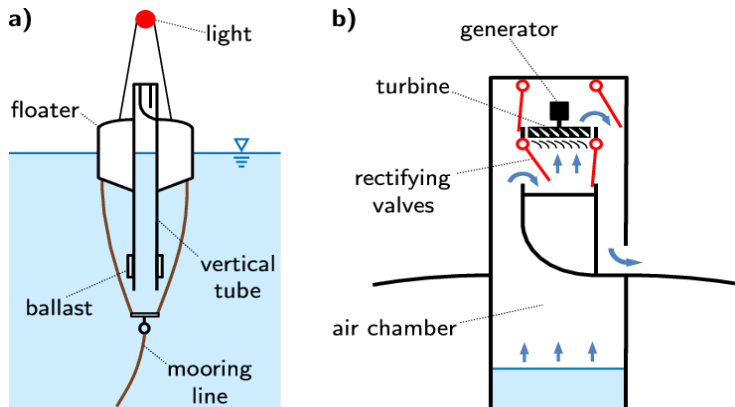 a)
light
floater
vertical
tube
ballast
mooring
line
b)
generator
turbine
rectifying
valves
air chamber